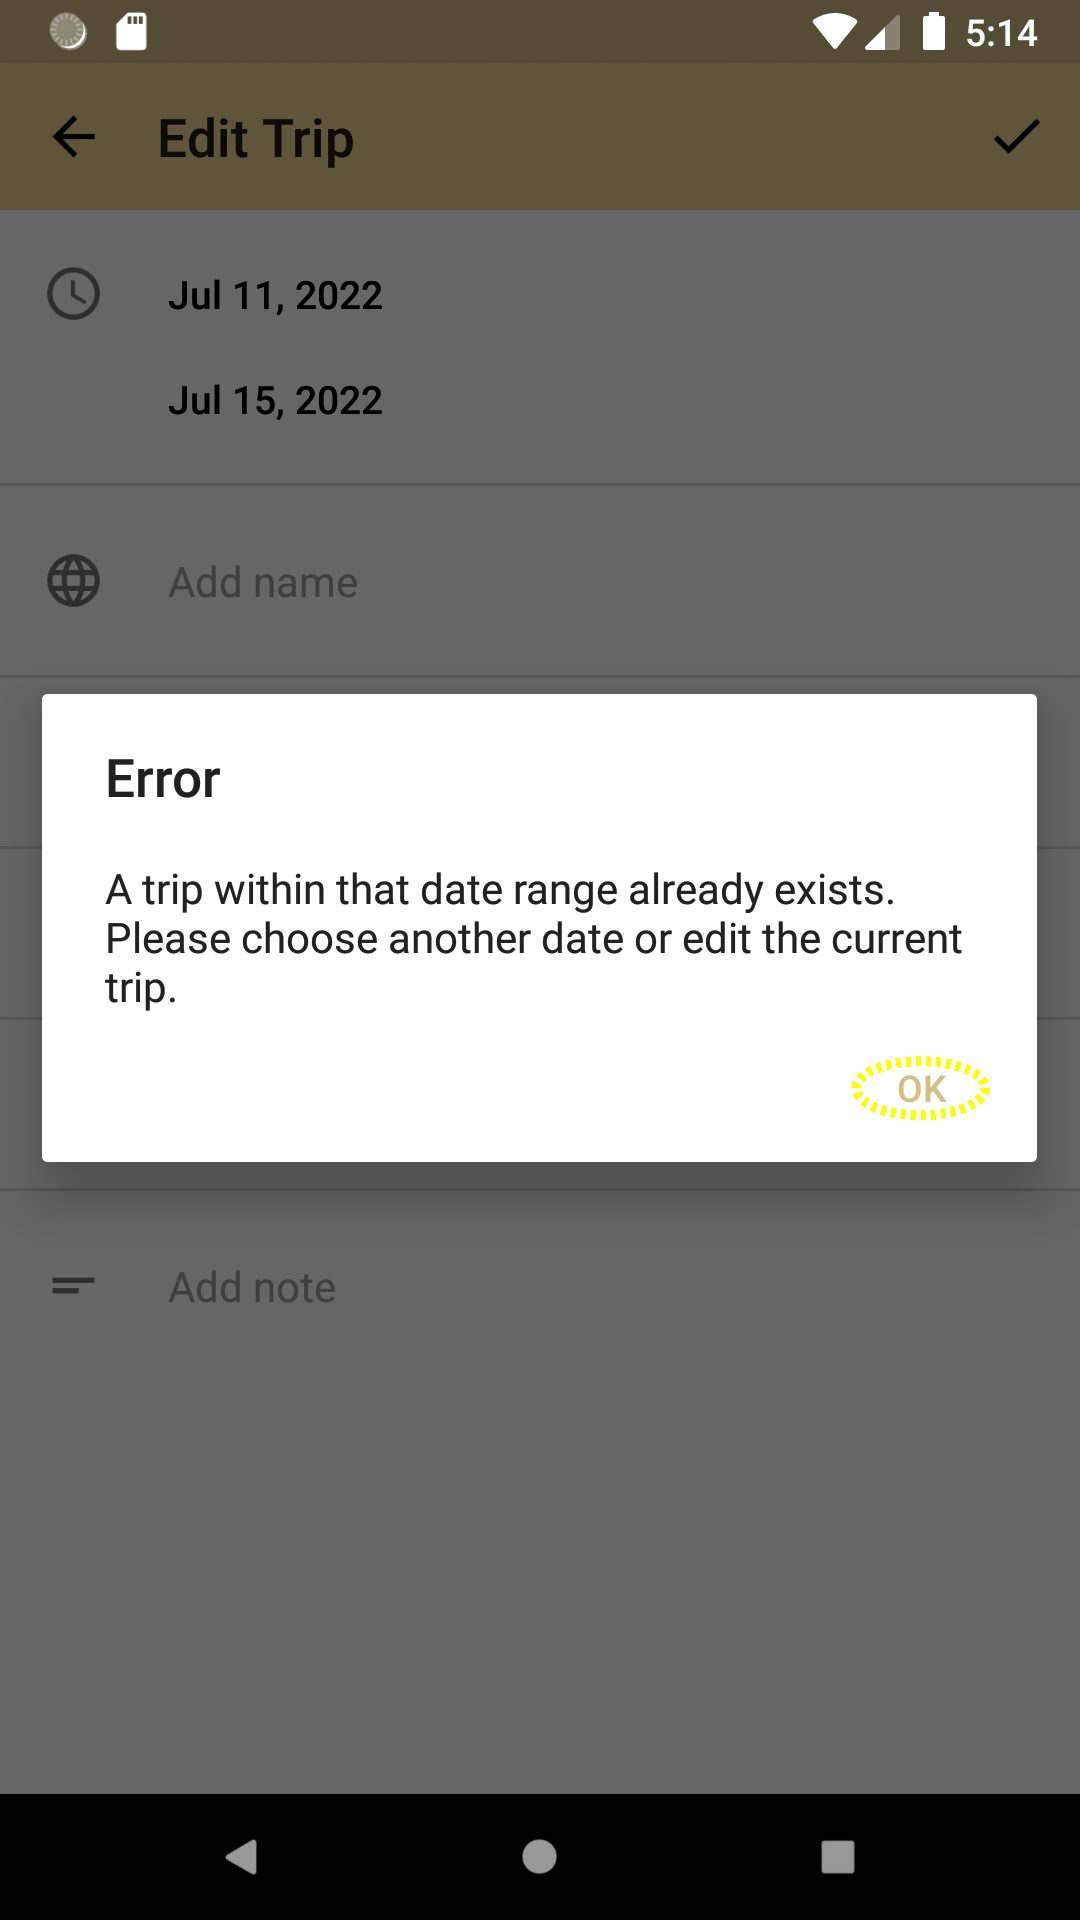 5:14
Edit Trip
Jul 11, 2022
Jul 15, 2022
Add name
Error
A trip within that date range already exists.
Please choose another date or edit the current
trip.
OK
Add note